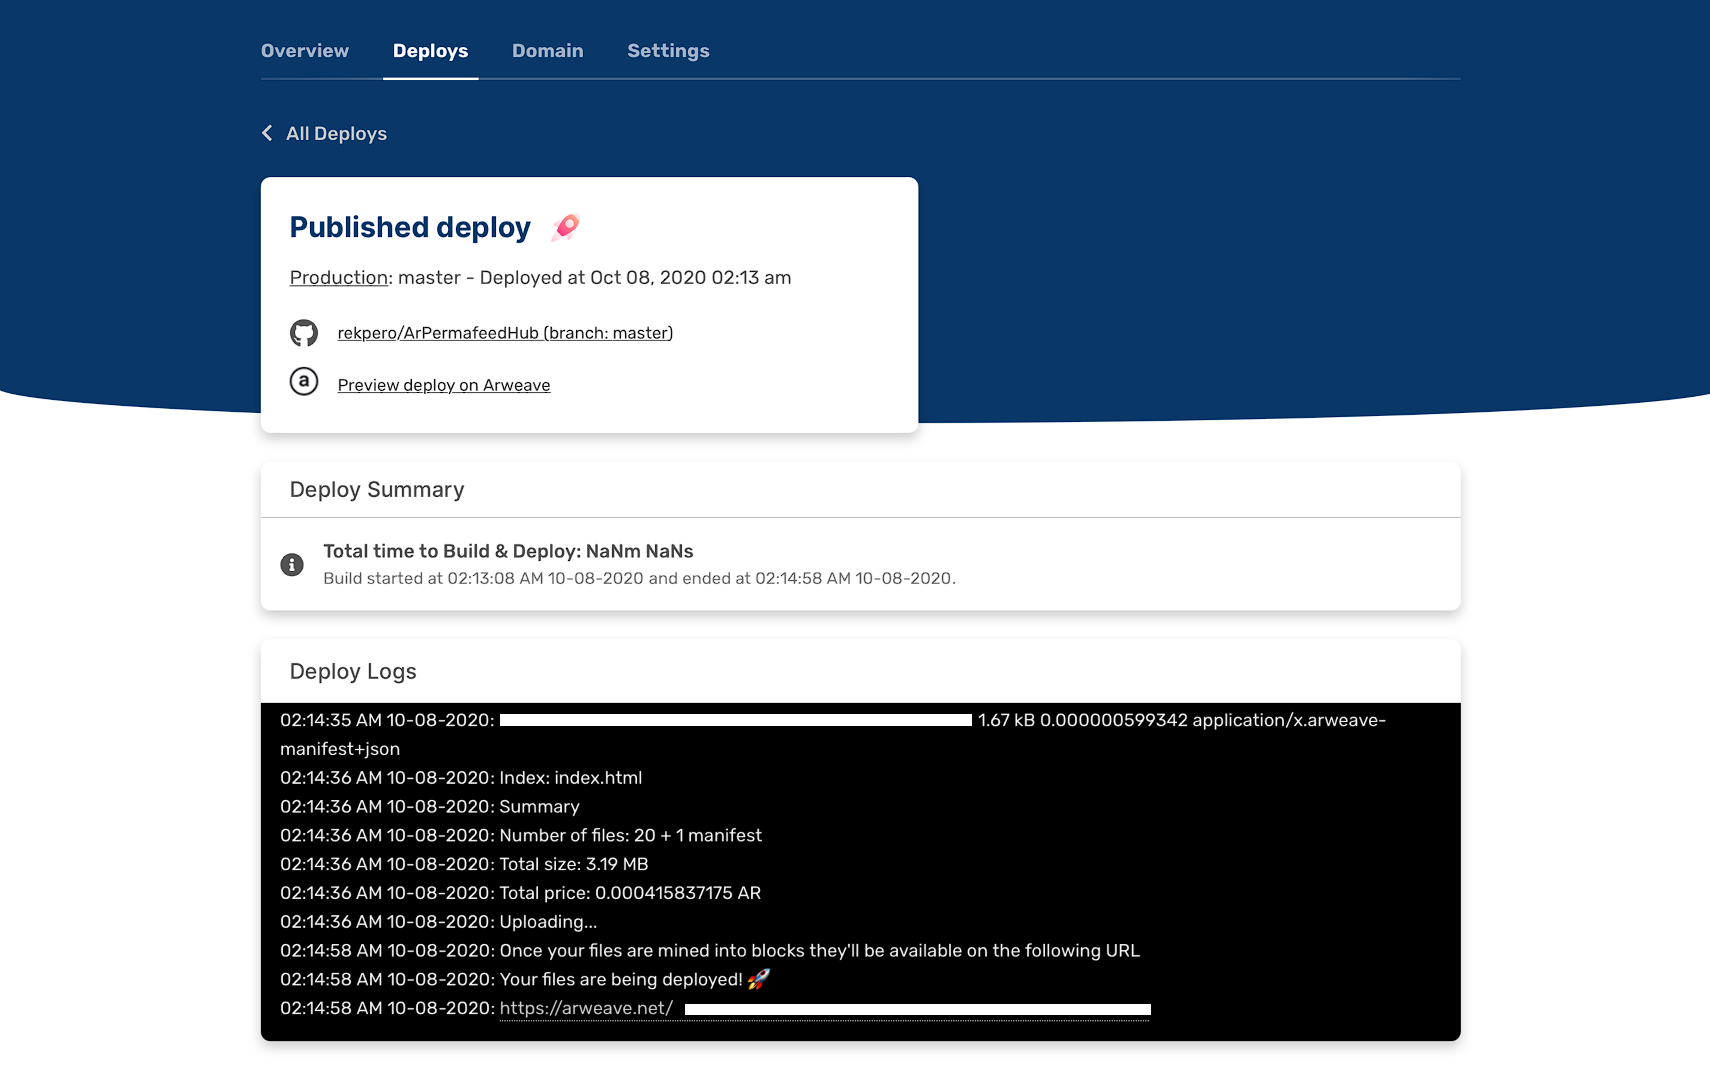 Overview Deploys Domain Settings
All Deploys
Published deploy
Production: master - Deployed at Oct 08, 2020 02:13 am
rekpero/ArPermafeedHub (branch: master)
a Preview deploy on Arweave
Deploy Summary
Total time to Build & Deploy: NaNm NaNs
Build started at 02:13:08 AM 10-08-2020 and ended at 02:14:58 AM 10-08-2020.
Deploy Logs
02:14:35 AM 10-08-2020: 1.67 kB 0.000000599342 application/x.arweave-
manifest+json
02:14:36 AM 10-08-2020: Index: index.html
02:14:36 AM 10-08-2020: Summary
02:14:36 AM 10-08-2020: Number of files: 20 + 1 manifest
02:14:36 AM 10-08-2020: Total size: 3.19 MB
02:14:36 AM 10-08-2020: Total price: 0.000415837175 AR
02:14:36 AM 10-08-2020: Uploading...
02:14:58 AM 10-08-2020: Once your files are mined into blocks they'll be available on the following URL
02:14:58 AM 10-08-2020: Your files are being deployed! 🚀
02:14:58 AM 10-08-2020: https://arweave.net/